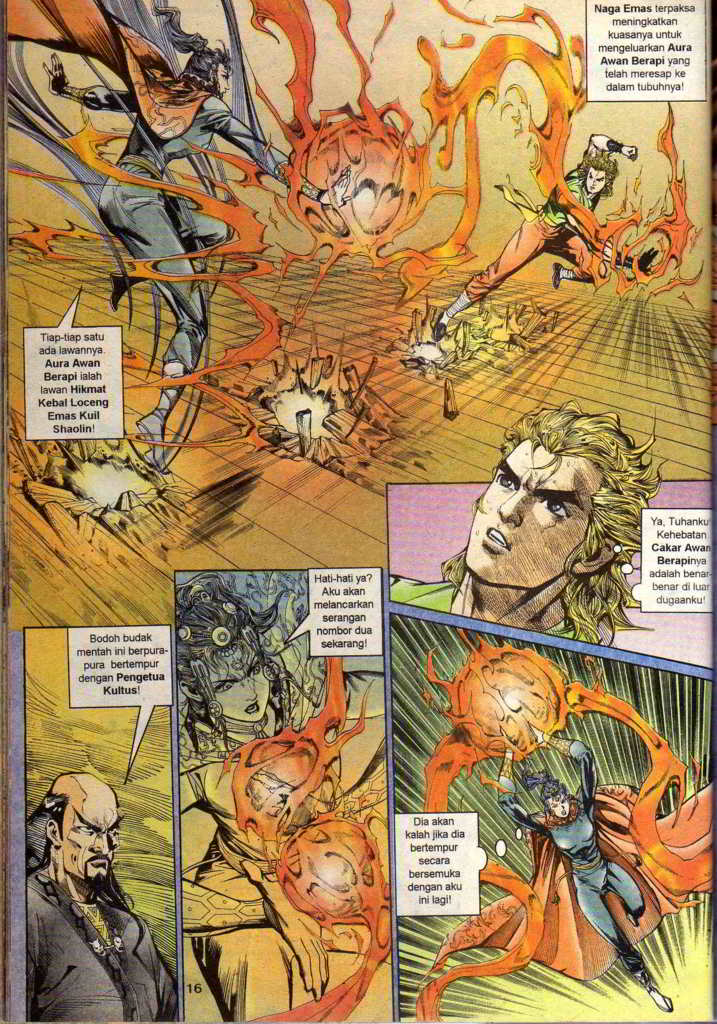 Naga Emas terpaksa
meningkatkan
kuasanya untuk
mengeluarkan Aura
Awan Berapi yang
telah meresap ke
dalam tubuhnya!
Tiap-tiap satu
ada lawannya.
Aura Awan
Berapi ialah
lawan Hikmat
Kebal Loceng
Emas Kuil
Shaolin!
Ya, Tuhanku
Kehebatan
Cakar Awan
Berapinya
adalah benar-
benar di luar
dugaanku!
Hati-hati ya?
Aku akan
melancarkan
serangan
nombor dua
sekarang!
Bodoh budak
mentah ini berpura-
pura bertempur
dengan Pengetua
Kultus!
Dia akan
kalah jika dia
bertempur
secara
bersemuka
dengan aku
ini lagi!
16